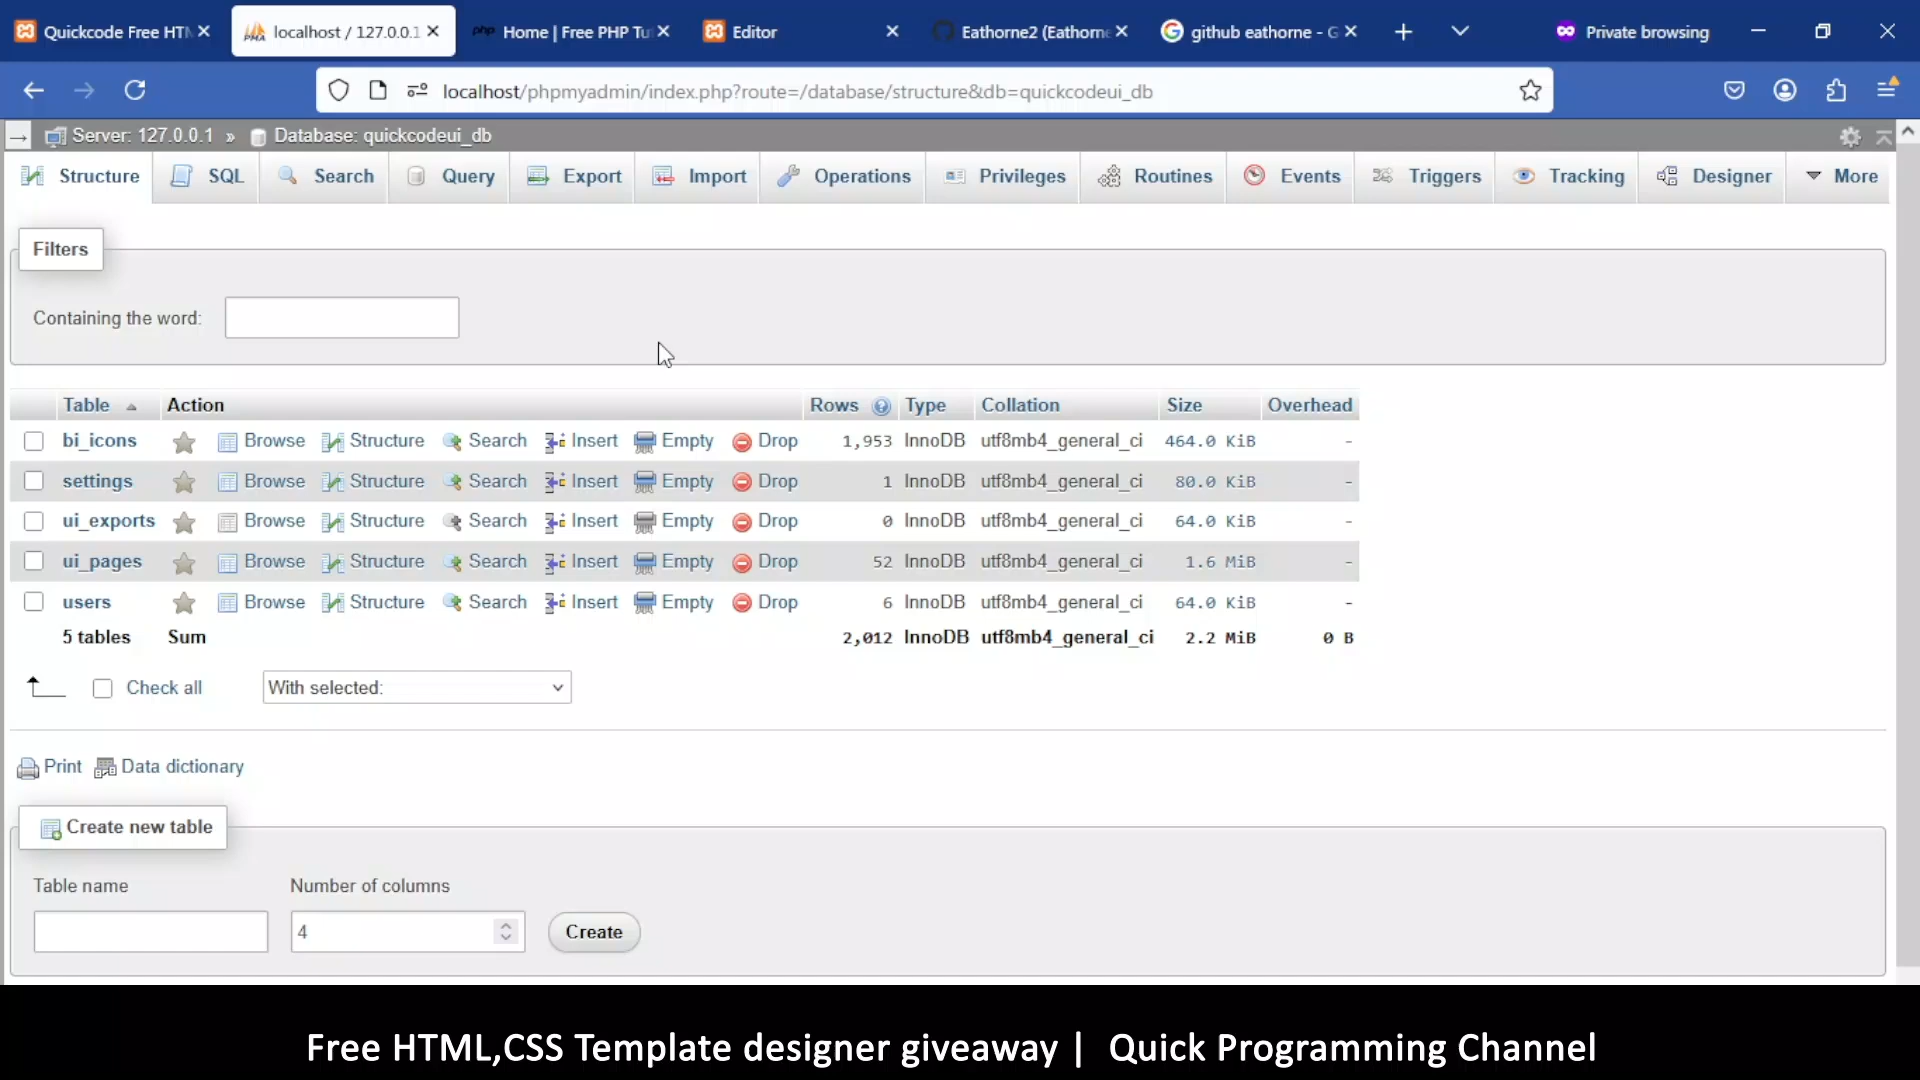 Quickcode Free HTM
localhost / 127.0.0.1
Home | Free PHP Tu
Editor
Eathorne2 (Eathorne
github eathorne - G
Private browsing
localhost/phpmyadmin/index.php?route=/database/structure&db=quickcodeui_db
Server: 127.0.0.1 » Database: quickcodeui_db
Structure SQL Search Query Export Import Operations Privileges Routines Events Triggers Tracking Designer More
Filters
Containing the word:
Table Action Rows Type Collation Size Overhead
bi_icons Browse Structure Search Insert Empty Drop 1,953 InnoDB utf8mb4_general_ci 464.0 KiB -
settings Browse Structure Search Insert Empty Drop 1 InnoDB utf8mb4_general_ci 80.0 KiB -
ui_exports Browse Structure Search Insert Empty Drop 0 InnoDB utf8mb4_general_ci 64.0 KiB -
ui_pages Browse Structure Search Insert Empty Drop 52 InnoDB utf8mb4_general_ci 1.6 MiB -
users Browse Structure Search Insert Empty Drop 6 InnoDB utf8mb4_general_ci 64.0 KiB -
5 tables Sum 2,012 InnoDB utf8mb4_general_ci 2.2 MiB 0 B
Check all With selected:
Print Data dictionary
Create new table
Table name Number of columns
4 Create
Free HTML,CSS Template designer giveaway | Quick Programming Channel